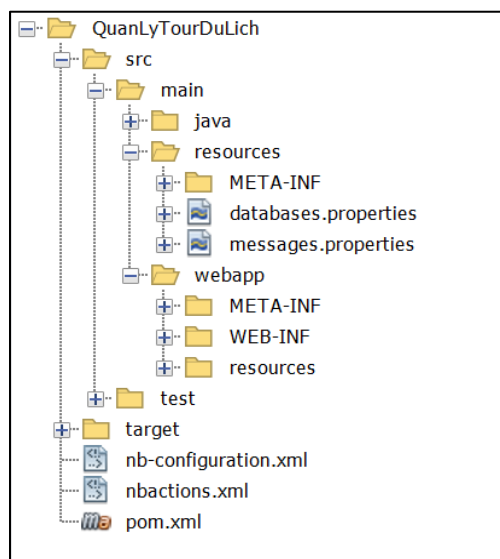 QuanLyTourDuLich
src
main
java
resources
META-INF
databases.properties
messages.properties
webapp
META-INF
WEB-INF
resources
test
target
nb-configuration.xml
nbactions.xml
pom.xml